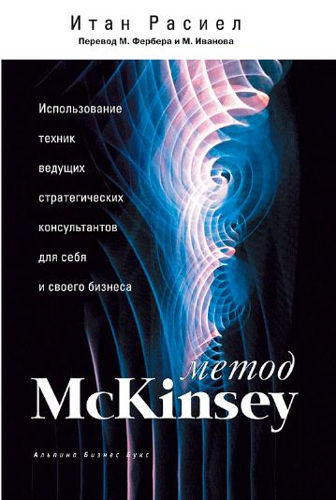 Итан Расиел
Перевод М. Фербера и М. Иванова
Использование
техник
ведущих
стратегических
консультантов
для себя
и своего бизнеса
метод
McKinsey
Альпина Бизнес Букс